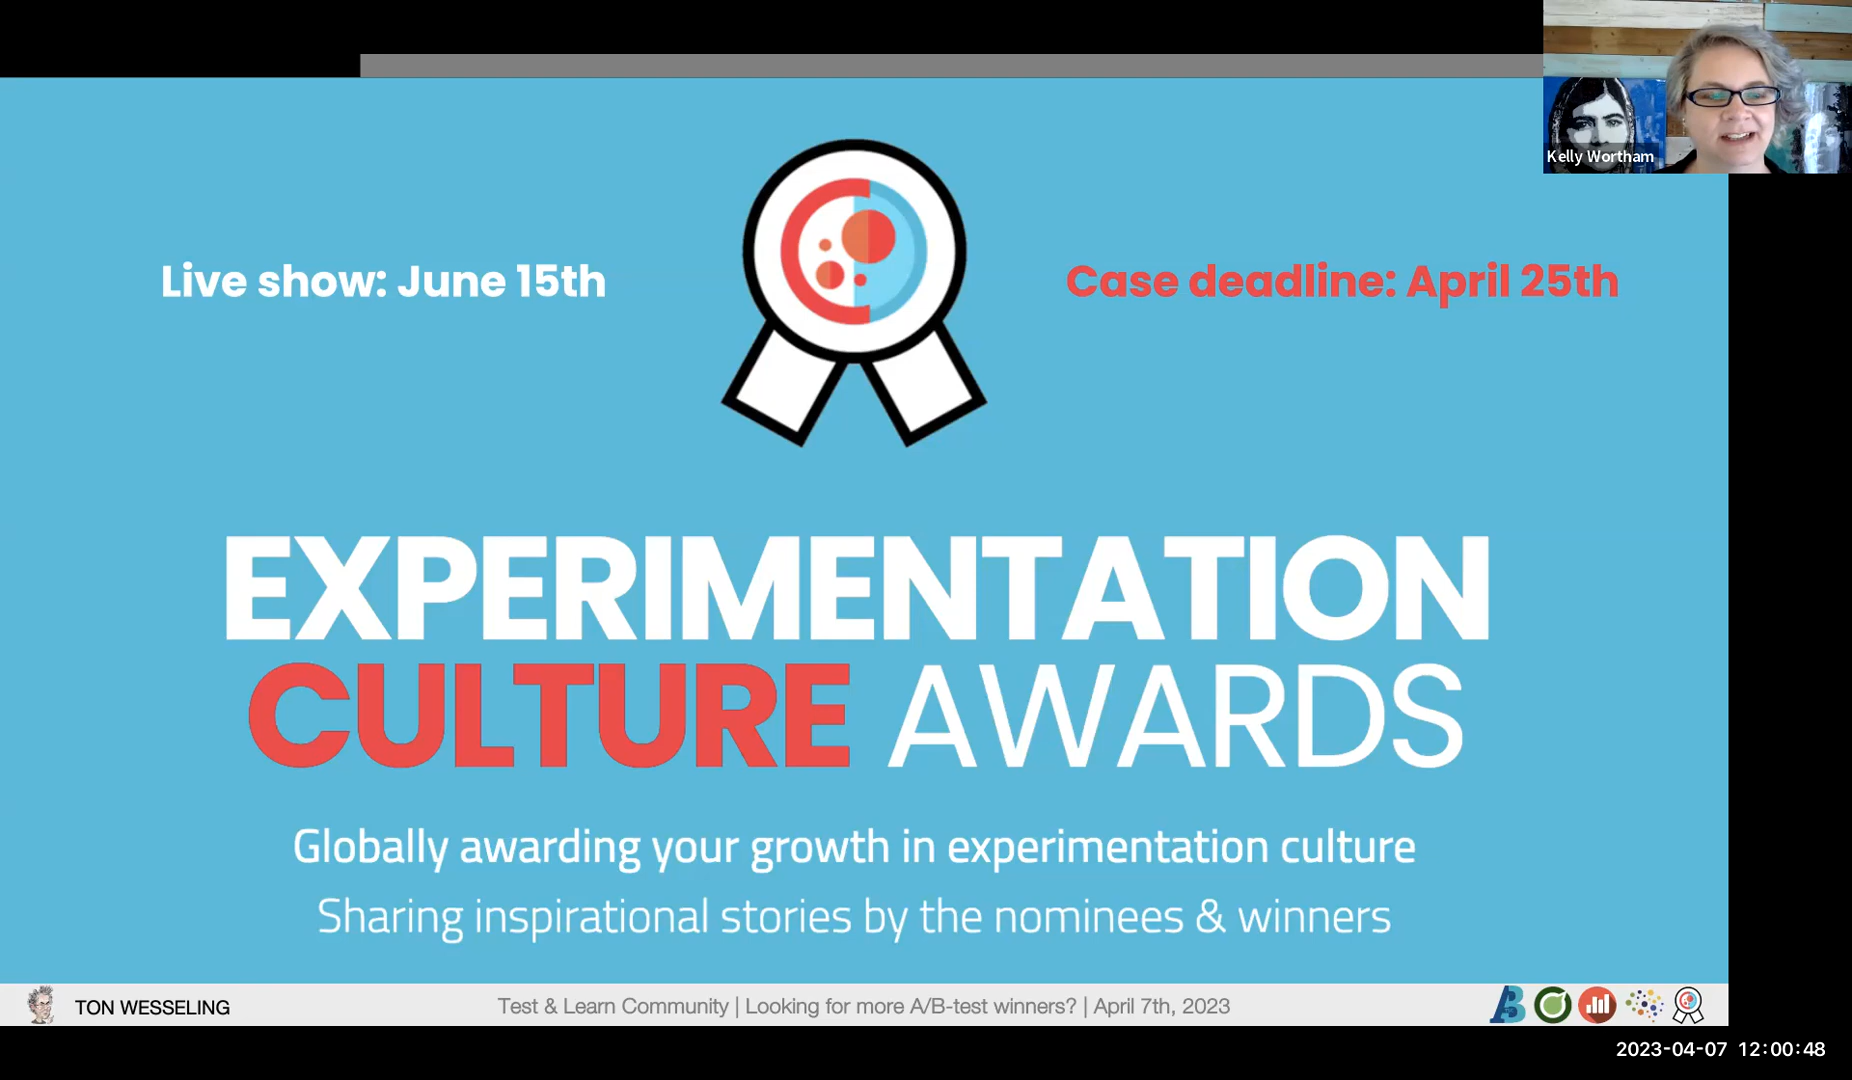 Kelly Wortham
Live show: June 15th
Case deadline: April 25th
EXPERIMENTATION
CULTURE AWARDS
Globally awarding your growth in experimentation culture
Sharing inspirational stories by the nominees & winners
TON WESSELING
Test & Learn Community | Looking for more A/B-test winners? | April 7th, 2023
2023-04-07 12:00:48